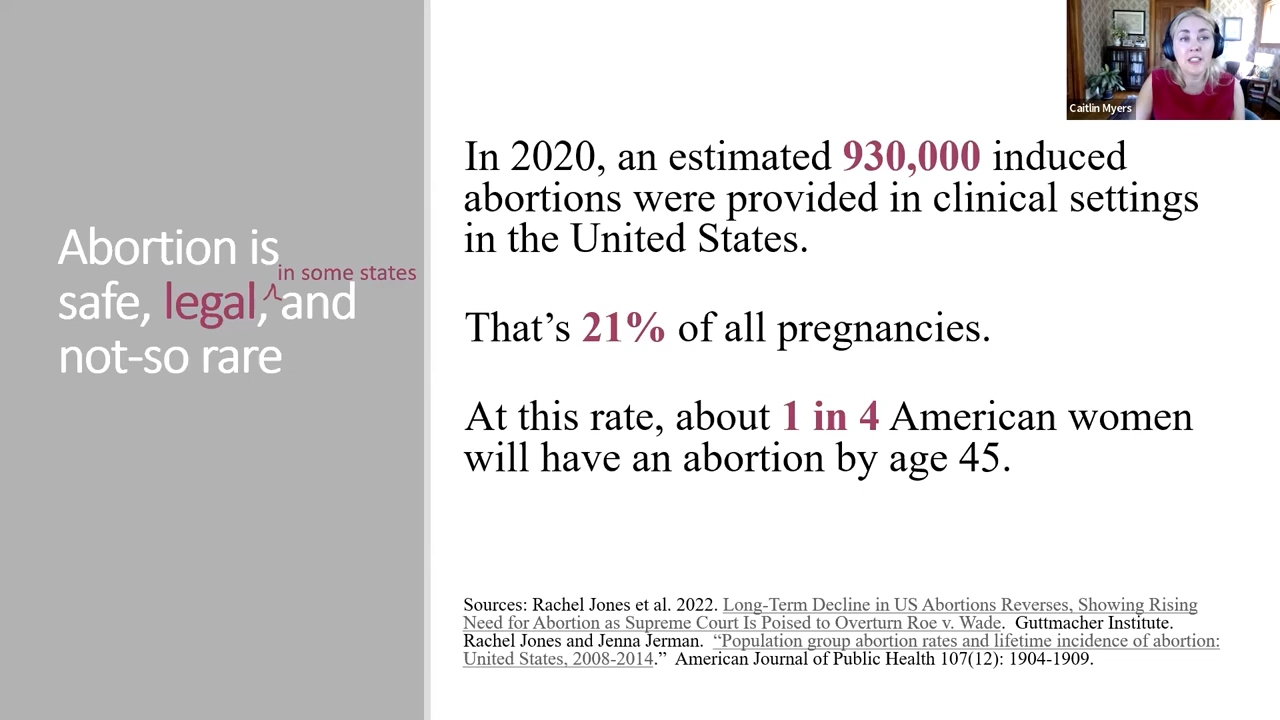 Caitlin Myers
Abortion is
in some states
safe, legal, and
not-so rare
In 2020, an estimated 930,000 induced
abortions were provided in clinical settings
in the United States.
That’s 21% of all pregnancies.
At this rate, about 1 in 4 American women
will have an abortion by age 45.
Sources: Rachel Jones et al. 2022. Long-Term Decline in US Abortions Reverses, Showing Rising
Need for Abortion as Supreme Court Is Poised to Overturn Roe v. Wade. Guttmacher Institute.
Rachel Jones and Jenna Jerman. “Population group abortion rates and lifetime incidence of abortion:
United States, 2008-2014.” American Journal of Public Health 107(12): 1904-1909.